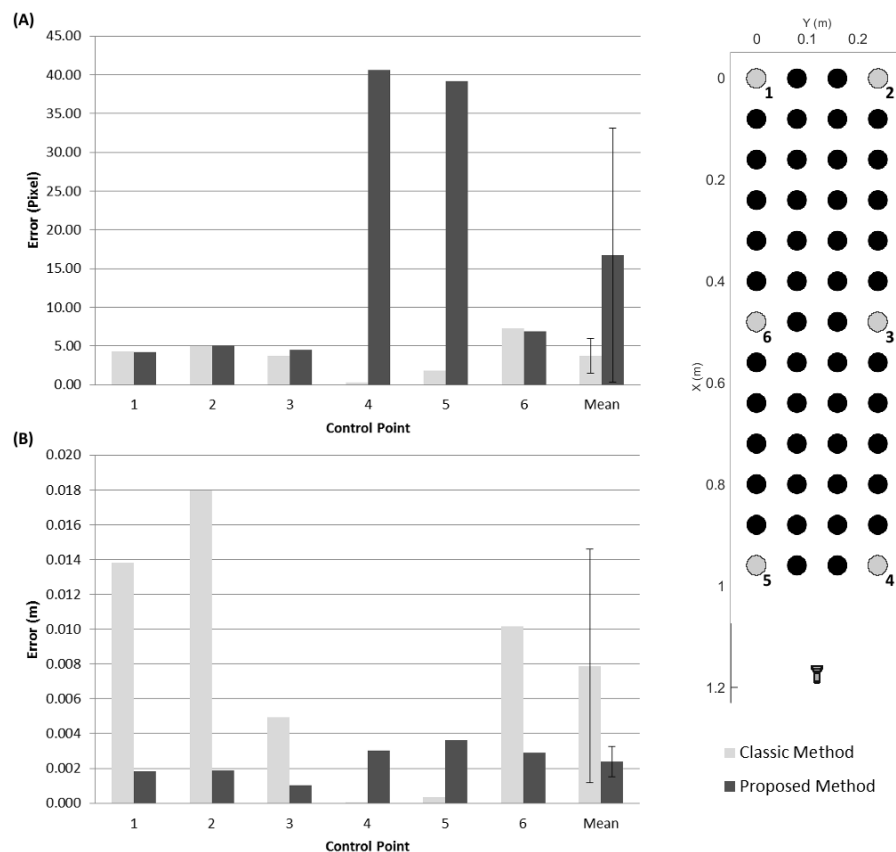 (A)
45.00
40.00
35.00
30.00
25.00
20.00
15.00
10.00
5.00
0.00
Error (Pixel)
1 2 3 4 5 6 Mean
Control Point
(B)
0.020
0.018
0.016
0.014
0.012
0.010
0.008
0.006
0.004
0.002
0.000
Error (m)
1 2 3 4 5 6 Mean
Control Point
Y (m)
0 0.1 0.2
0
0.2
0.4
0.6
0.8
1
1.2
X (m)
1 2
6 3
5 4
Classic Method
Proposed Method